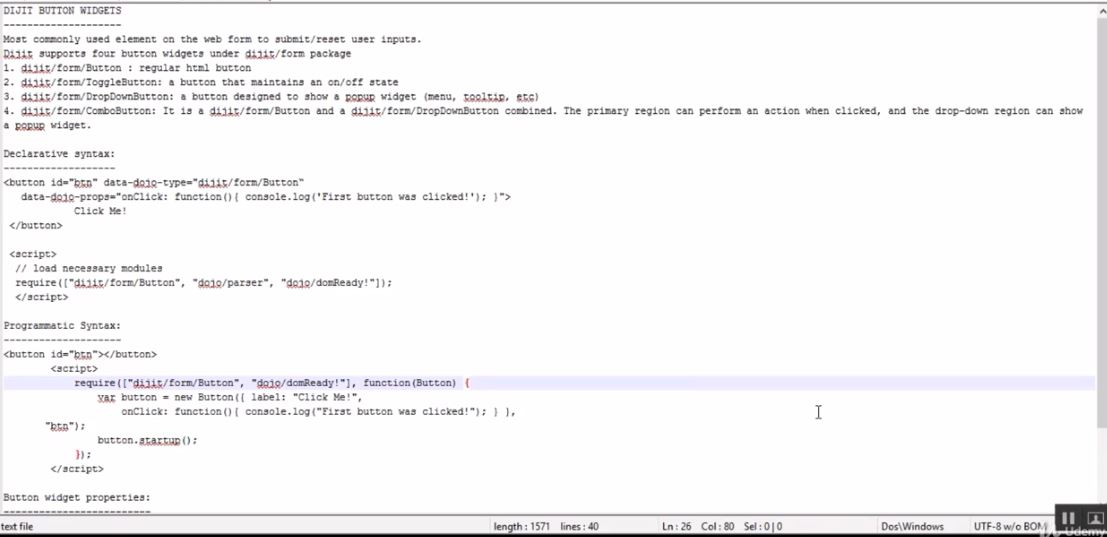 DIJIT BUTTON WIDGETS
--------------------
Most commonly used element on the web form to submit/reset user inputs.
Dijit supports four button widgets under dijit/form package
1. dijit/form/Button : regular html button
2. dijit/form/ToggleButton: a button that maintains an on/off state
3. dijit/form/DropDownButton: a button designed to show a popup widget (menu, tooltip, etc)
4. dijit/form/ComboButton: It is a dijit/form/Button and a dijit/form/DropDownButton combined. The primary region can perform an action when clicked, and the drop-down region can show
a popup widget.
Declarative syntax:
-------------------
<button id="btn" data-dojo-type="dijit/form/Button"
data-dojo-props="onClick: function(){ console.log('First button was clicked!'); }">
Click Me!
</button>
<script>
// load necessary modules
require(["dijit/form/Button", "dojo/parser", "dojo/domReady!"]);
</script>
Programmatic Syntax:
--------------------
<button id="btn"></button>
<script>
require(["dijit/form/Button", "dojo/domReady!"], function(Button) {
var button = new Button({ label: "Click Me!",
onClick: function(){ console.log("First button was clicked!"); } },
"btn");
button.startup();
});
</script>
Button widget properties:
-------------------------
text file length : 1571 lines : 40 Ln : 26 Col : 80 Sel : 0 | 0 Dos\Windows UTF-8 w/o BOM
Udemy